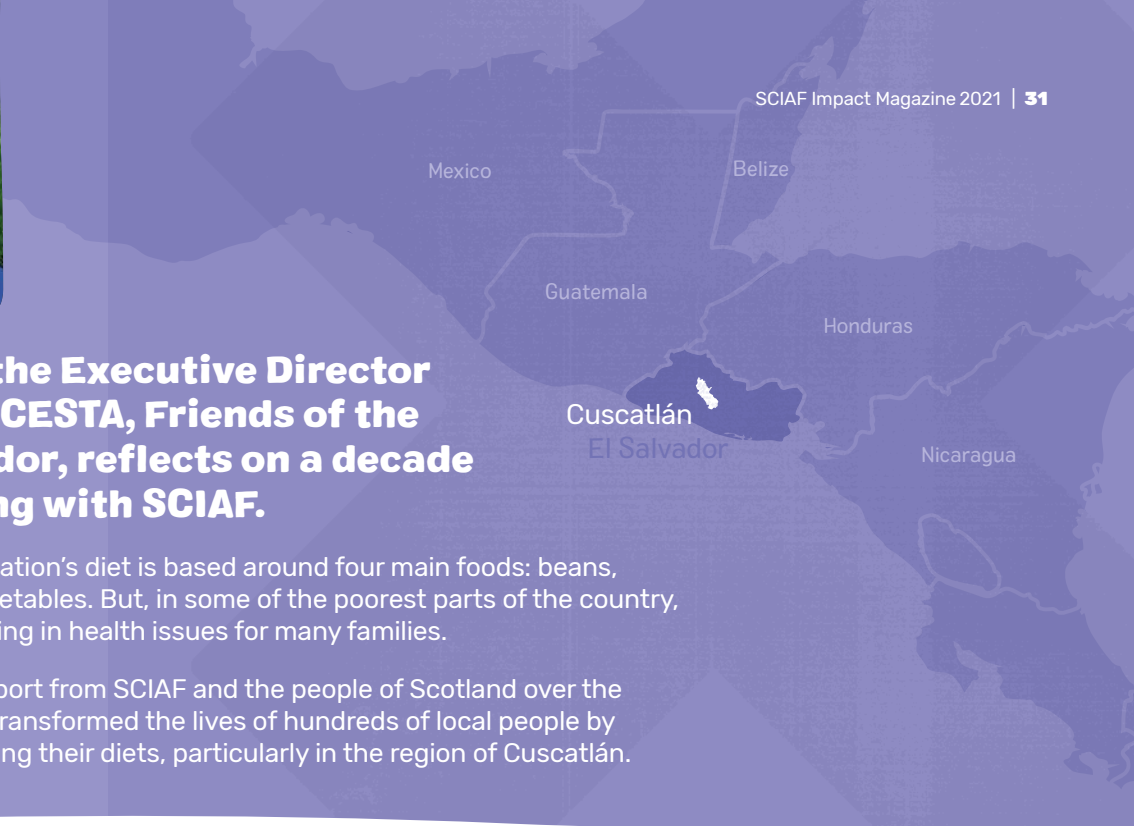 SCIAF Impact Magazine 2021 | 31
Mexico
Belize
Guatemala
Honduras
Cuscatlán
El Salvador
Nicaragua
the Executive Director
CESTA, Friends of the
dor, reflects on a decade
ng with SCIAF.
ation’s diet is based around four main foods: beans,
etables. But, in some of the poorest parts of the country,
ing in health issues for many families.
port from SCIAF and the people of Scotland over the
transformed the lives of hundreds of local people by
ng their diets, particularly in the region of Cuscatlán.